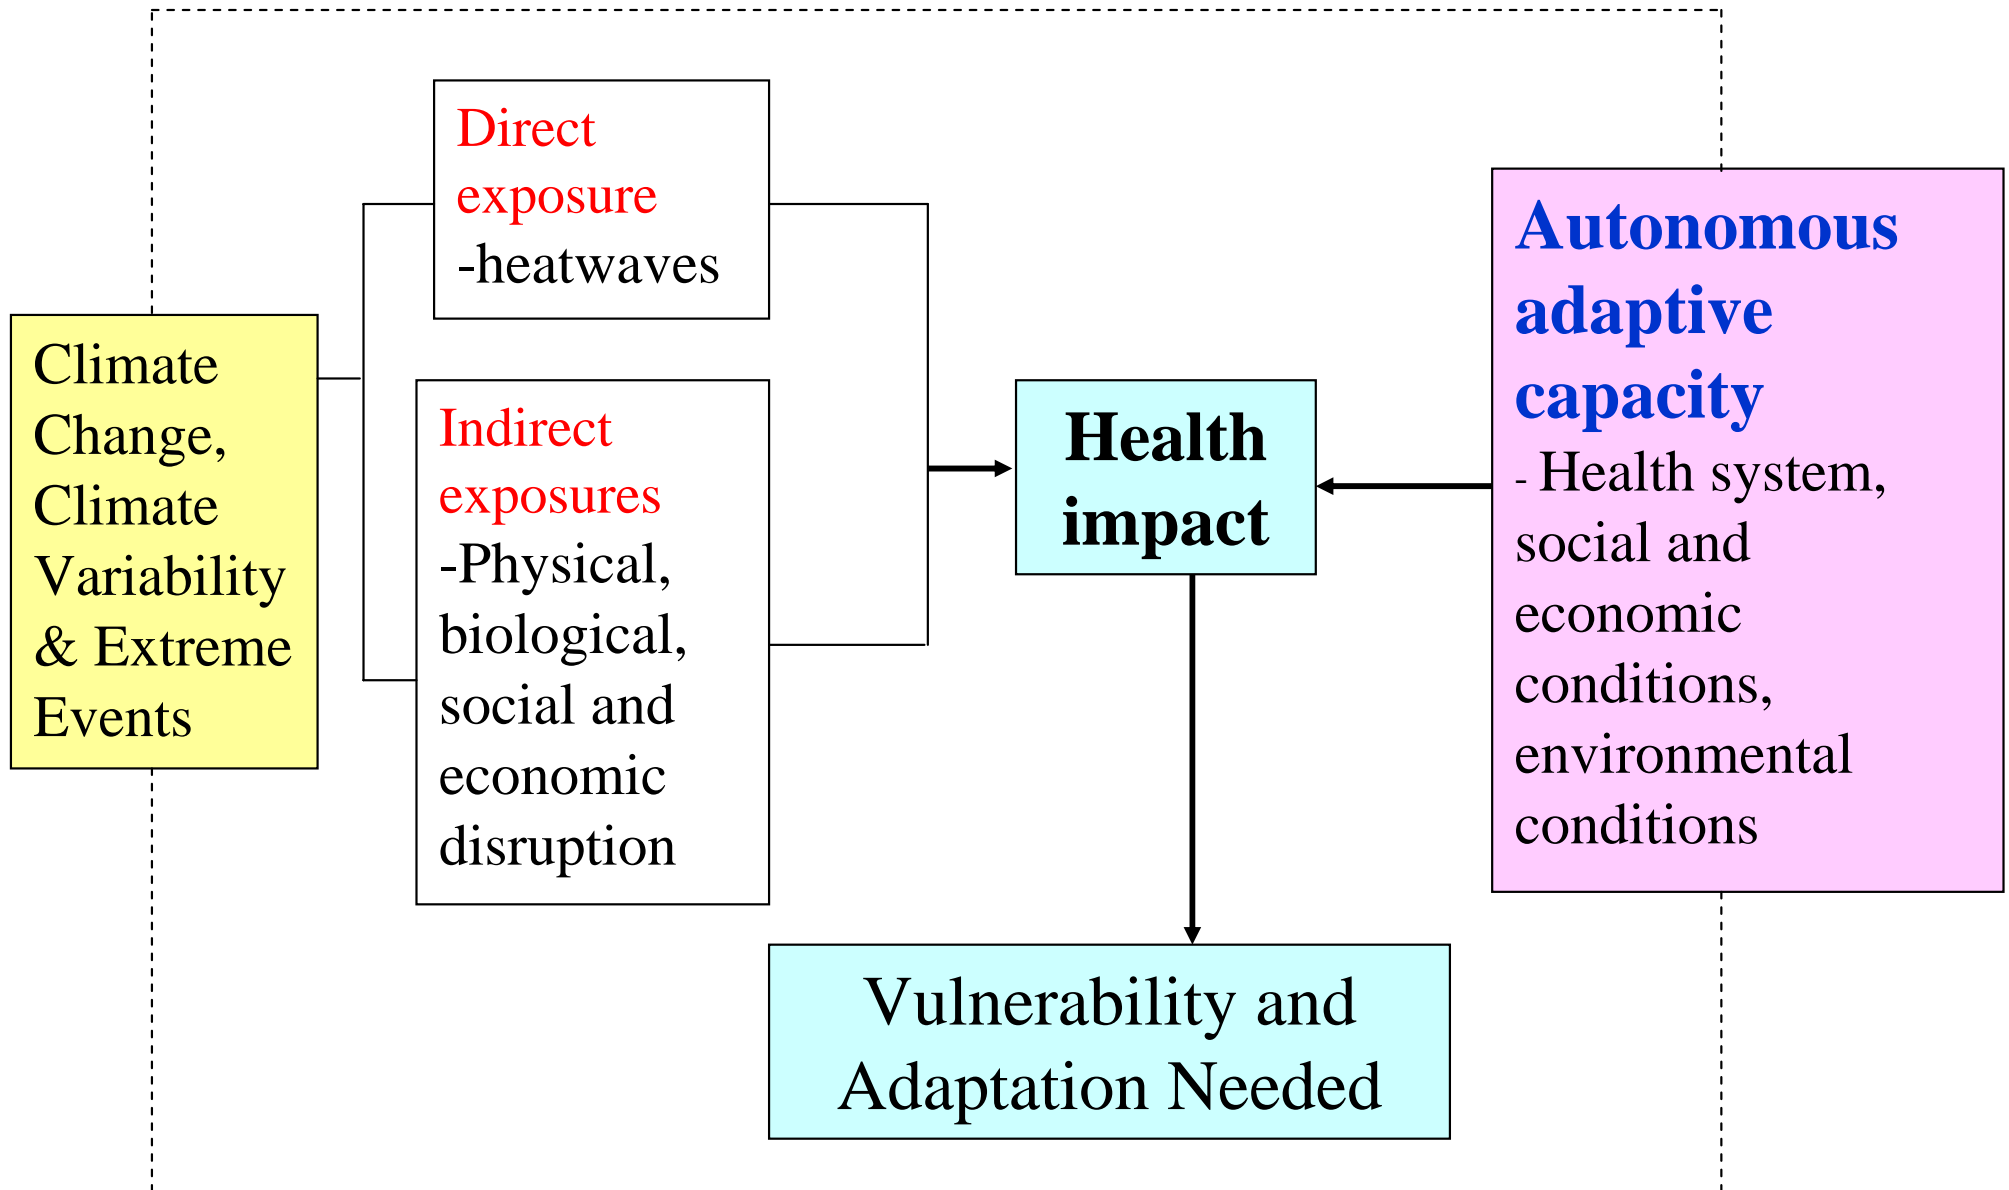 Direct
exposure
-heatwaves
Climate
Change,
Climate
Variability
& Extreme
Events
Indirect
exposures
-Physical,
biological,
social and
economic
disruption
Health
impact
Autonomous
adaptive
capacity
- Health system,
social and
economic
conditions,
environmental
conditions
Vulnerability and
Adaptation Needed